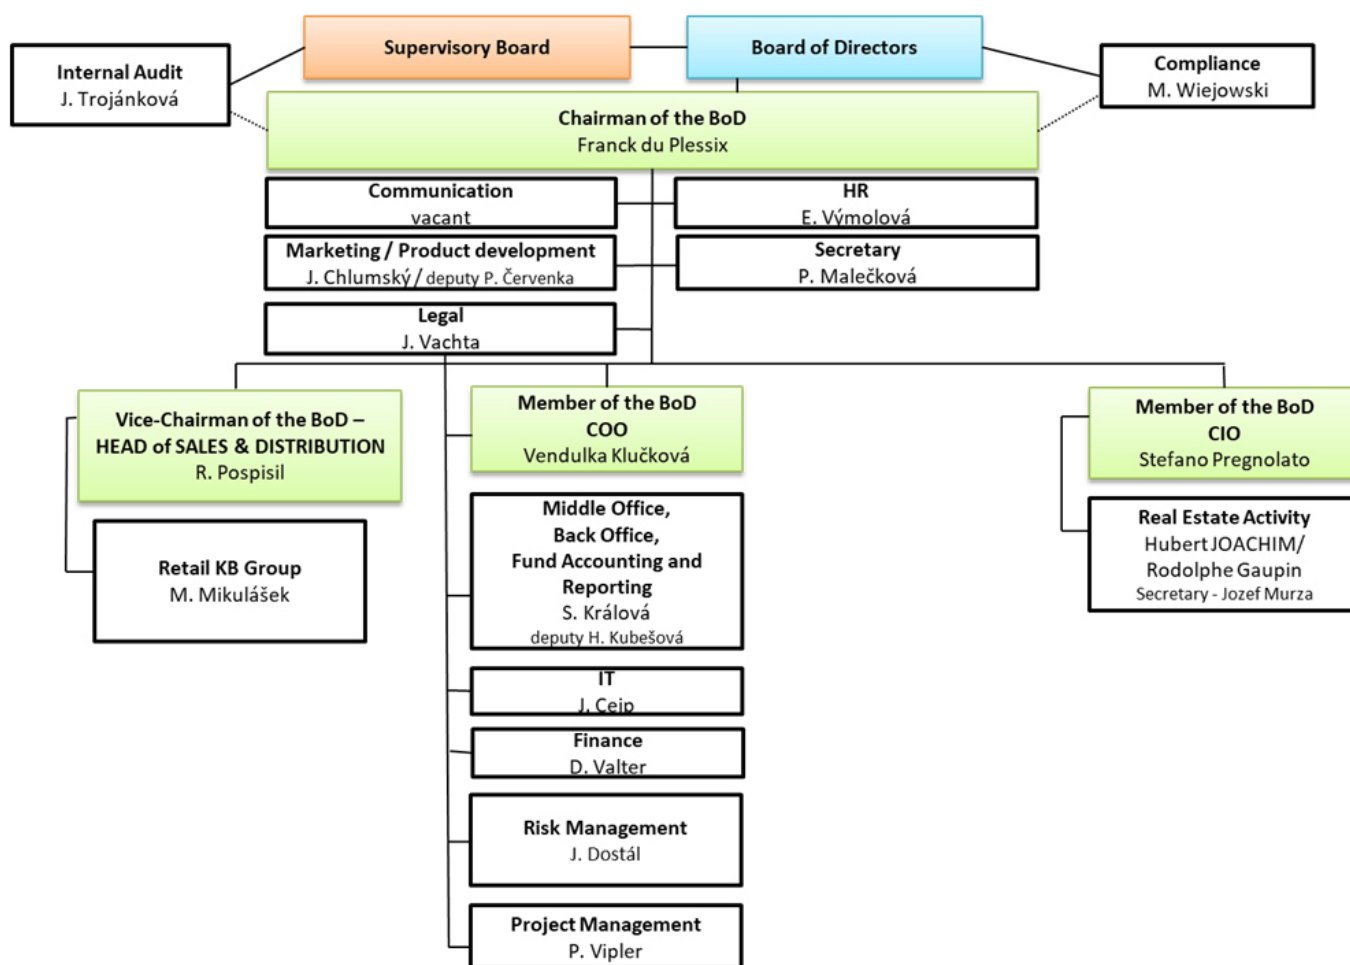 Supervisory Board
Board of Directors
Internal Audit
J. Trojánková
Compliance
M. Wiejowski
Chairman of the BoD
Franck du Plessix
Communication
vacant
HR
E. Výmolová
Marketing / Product development
J. Chlumský / deputy P. Červenka
Secretary
P. Malečková
Legal
J. Vachta
Vice-Chairman of the BoD –
HEAD of SALES & DISTRIBUTION
R. Pospisil
Retail KB Group
M. Mikulášek
Member of the BoD
COO
Vendulka Klučková
Middle Office,
Back Office,
Fund Accounting and
Reporting
S. Králová
deputy H. Kubešová
IT
J. Cejp
Finance
D. Valter
Risk Management
J. Dostál
Project Management
P. Vipler
Member of the BoD
CIO
Stefano Pregnolato
Real Estate Activity
Hubert JOACHIM/
Rodolphe Gaupin
Secretary - Jozef Murza